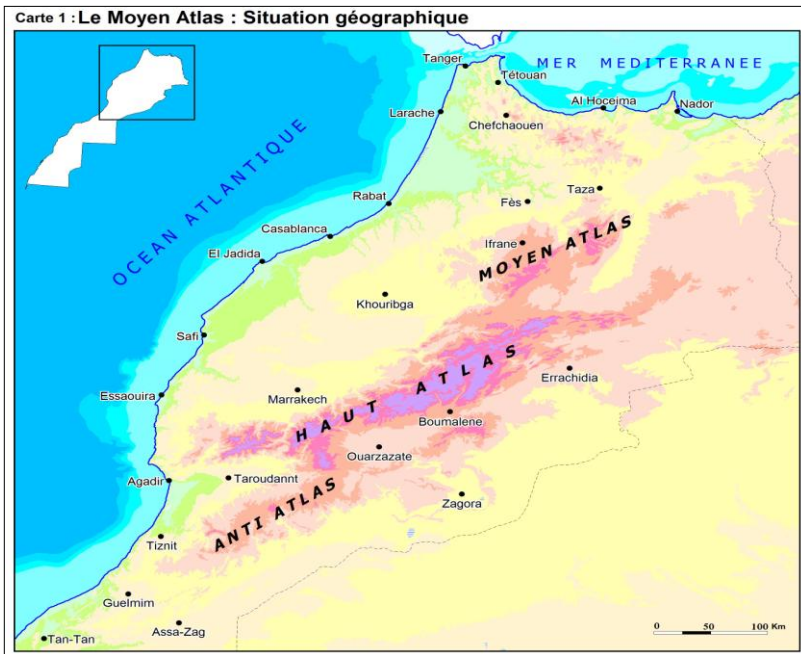 Carte 1 : Le Moyen Atlas : Situation géographique
MER MEDITERRANEE
Tanger
Tétouan
Al Hoceima
Nador
Larache
Chefchaouen
OCEAN ATLANTIQUE
Rabat
Fès
Taza
Casablanca
Ifrane
MOYEN ATLAS
El Jadida
Khouribga
Safi
Essaouira
Marrakech
HAUT ATLAS
Errachidia
Boumalene
Ouarzazate
Agadir
Taroudannt
ANTI ATLAS
Zagora
Tiznit
Guelmim
Assa-Zag
Tan-Tan
0 50 100 Km